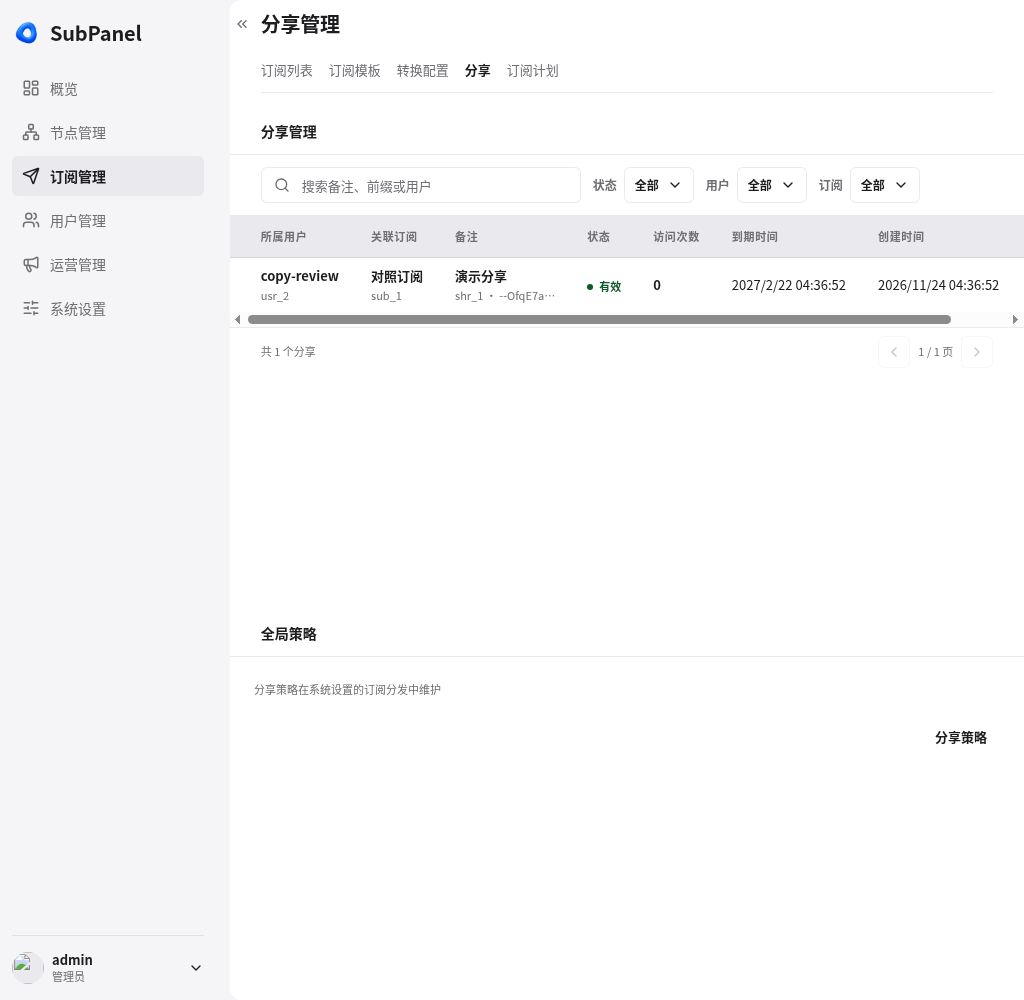 SubPanel
概览
节点管理
订阅管理
用户管理
运营管理
系统设置
admin
管理员
分享管理
订阅列表 订阅模板 转换配置 分享 订阅计划
分享管理
搜索备注、前缀或用户 状态 全部 用户 全部 订阅 全部
所属用户 关联订阅 备注 状态 访问次数 到期时间 创建时间
copy-review 对照订阅 演示分享 有效 0 2027/2/22 04:36:52 2026/11/24 04:36:52
usr_2 sub_1 shr_1 · --OfqE7a…
共 1 个分享 1 / 1 页
全局策略
分享策略在系统设置的订阅分发中维护
分享策略